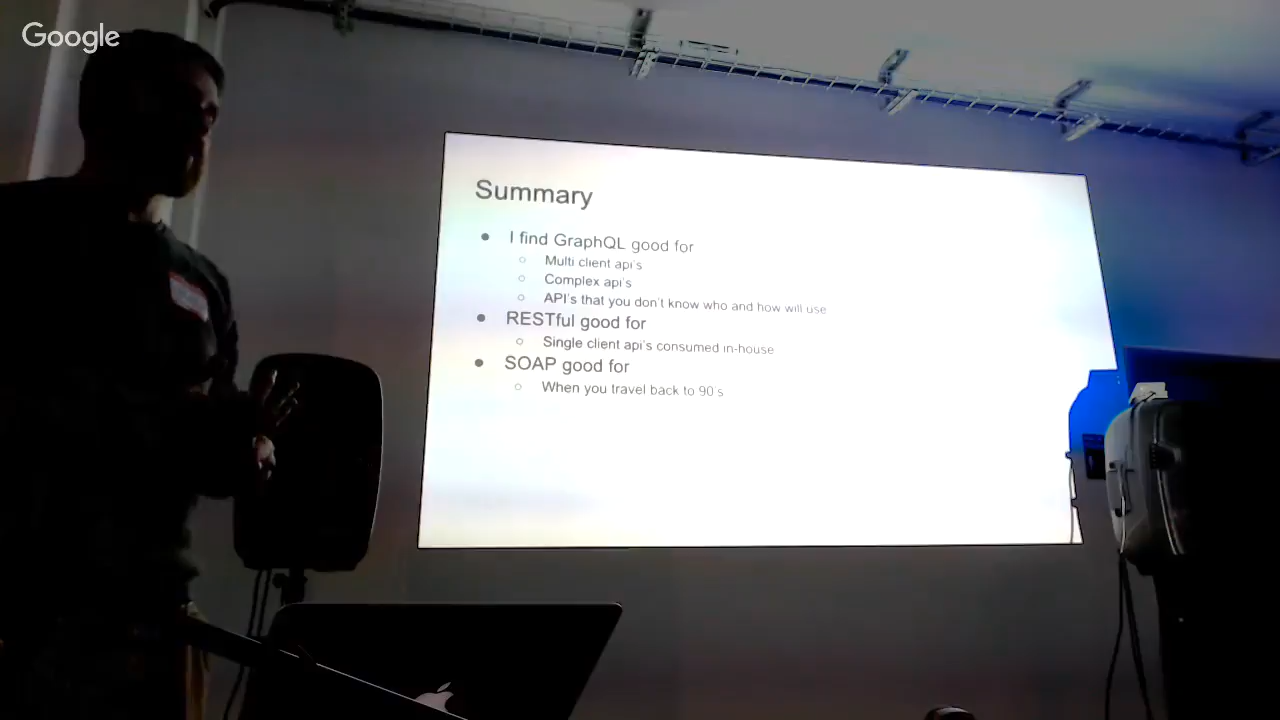 Google
Summary
I find GraphQL good for
Multi client api's
Complex api's
API's that you don't know who and how will use
RESTful good for
Single client api's consumed in-house
SOAP good for
When you travel back to 90's